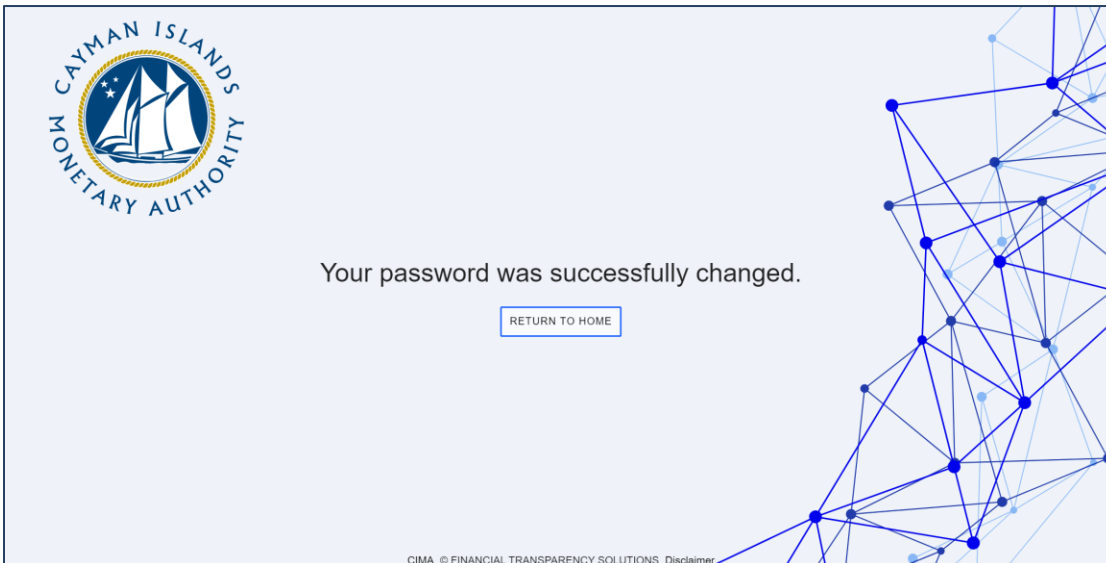 CAYMAN ISLANDS
MONETARY AUTHORITY
Your password was successfully changed.
RETURN TO HOME
CIMA © FINANCIAL TRANSPARENCY SOLUTIONS Disclaimer